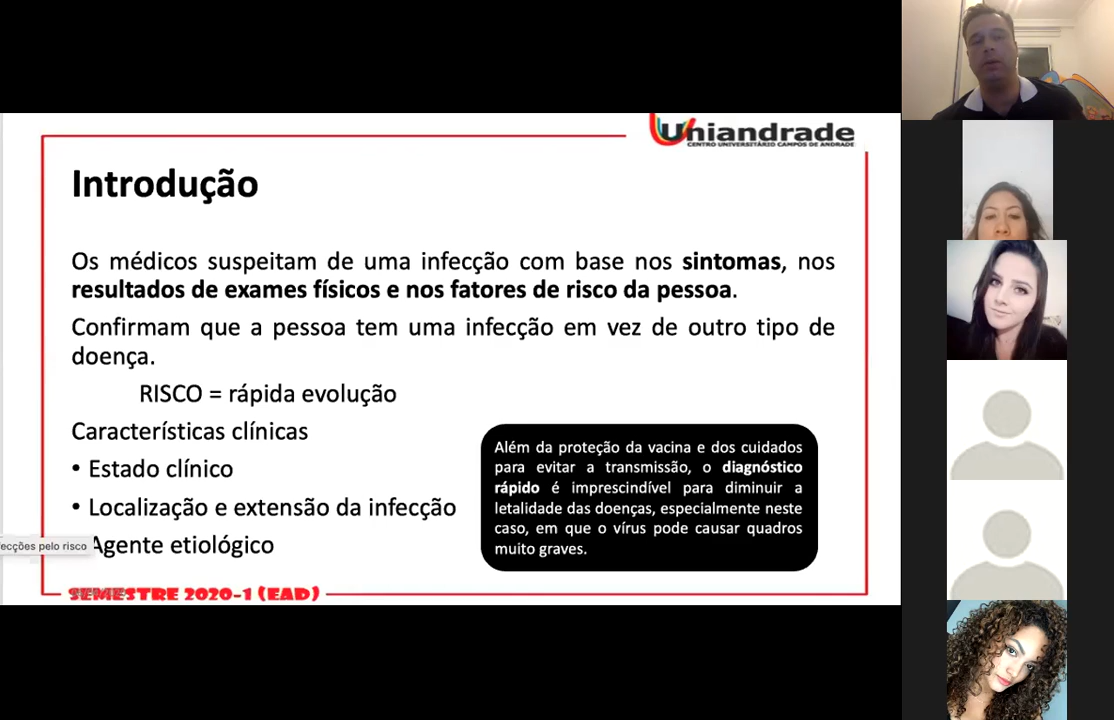 Uniandrade
CENTRO UNIVERSITÁRIO CAMPOS DE ANDRADE
Introdução
Os médicos suspeitam de uma infecção com base nos sintomas, nos
resultados de exames físicos e nos fatores de risco da pessoa.
Confirmam que a pessoa tem uma infecção em vez de outro tipo de
doença.
RISCO = rápida evolução
Características clínicas
• Estado clínico
• Localização e extensão da infecção
Agente etiológico
ecções pelo risco
Além da proteção da vacina e dos cuidados
para evitar a transmissão, o diagnóstico
rápido é imprescindível para diminuir a
letalidade das doenças, especialmente neste
caso, em que o vírus pode causar quadros
muito graves.
SEMESTRE 2020-1 (EAD)